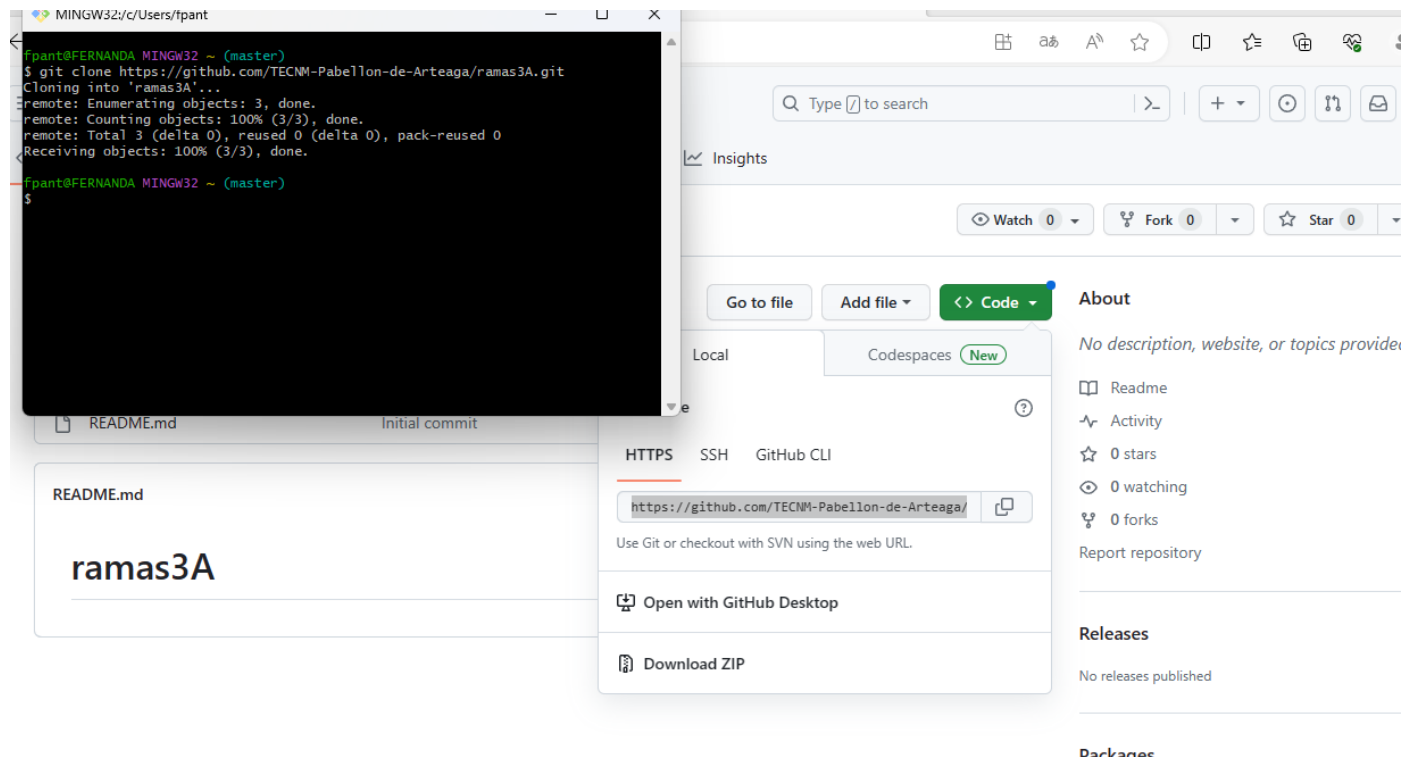 MINGW32:/c/Users/fpant
fpant@FERNANDA MINGW32 ~ (master)
$ git clone https://github.com/TECNM-Pabellon-de-Arteaga/ramas3A.git
Cloning into 'ramas3A'...
remote: Enumerating objects: 3, done.
remote: Counting objects: 100% (3/3), done.
remote: Total 3 (delta 0), reused 0 (delta 0), pack-reused 0
Receiving objects: 100% (3/3), done.
fpant@FERNANDA MINGW32 ~ (master)
$
Type / to search
Insights
Watch 0
Fork 0
Star 0
Go to file
Add file
<> Code
Local
Codespaces New
e
HTTPS SSH GitHub CLI
https://github.com/TECNM-Pabellon-de-Arteaga/
Use Git or checkout with SVN using the web URL.
Open with GitHub Desktop
Download ZIP
README.md Initial commit
README.md
ramas3A
About
No description, website, or topics provided
Readme
Activity
0 stars
0 watching
0 forks
Report repository
Releases
No releases published
Packages